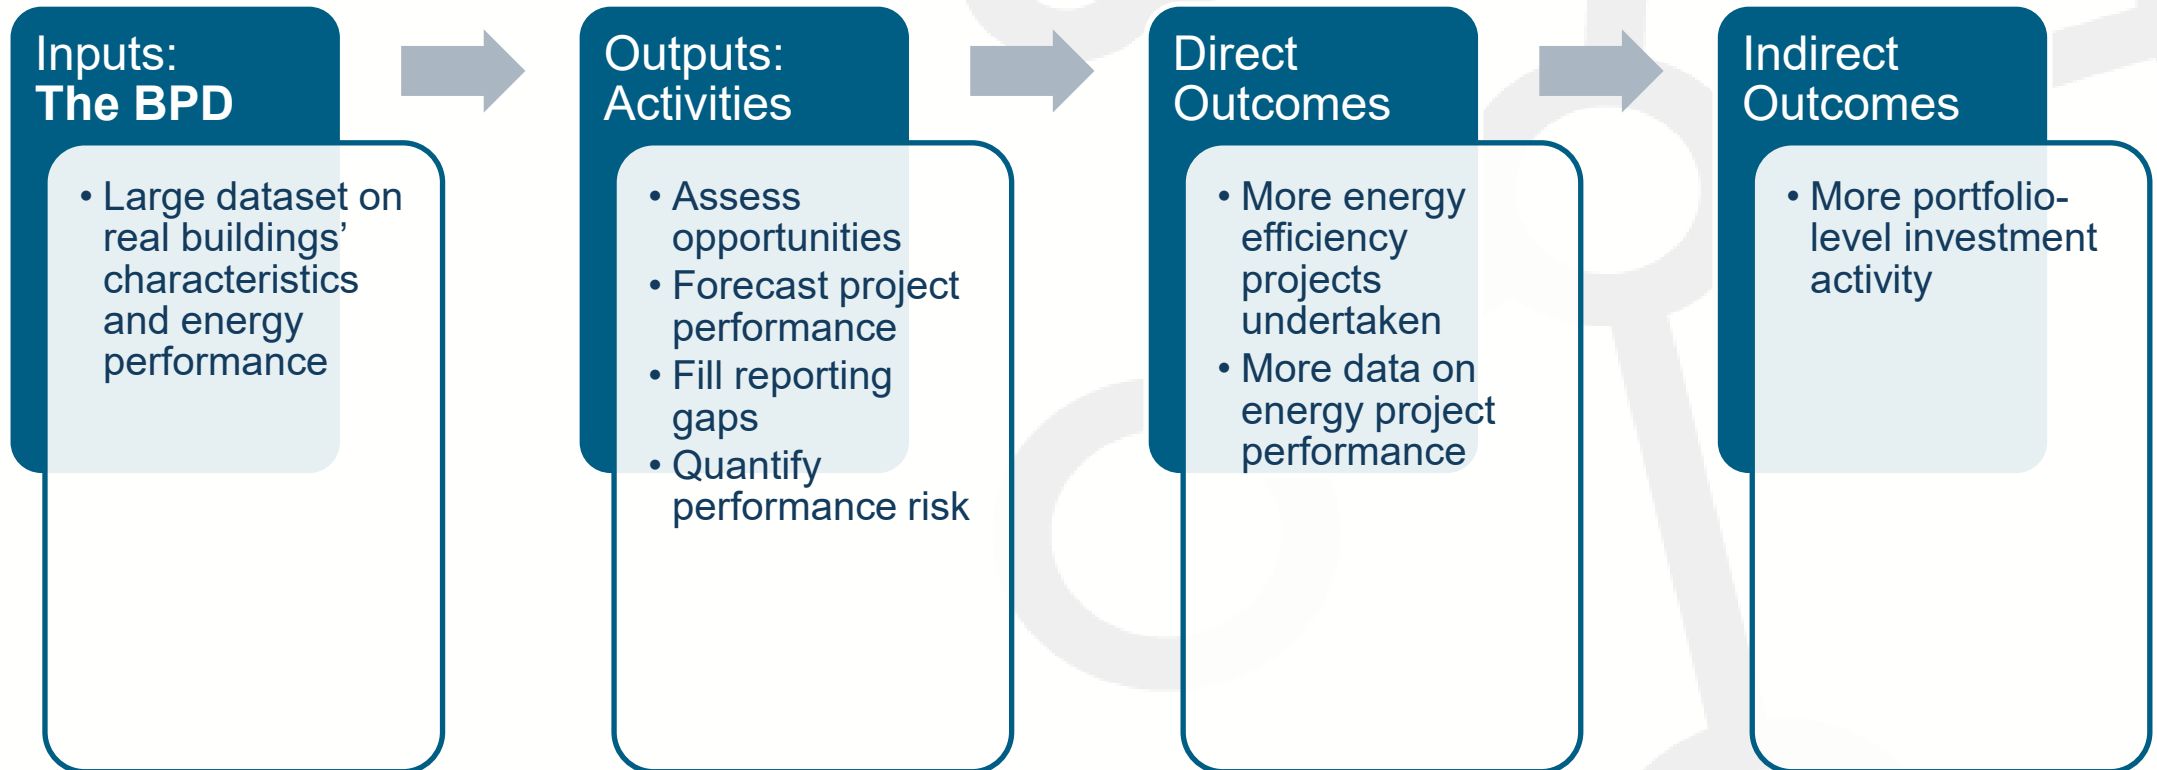 Inputs:
The BPD
• Large dataset on
real buildings’
characteristics
and energy
performance
Outputs:
Activities
• Assess
opportunities
• Forecast project
performance
• Fill reporting
gaps
• Quantify
performance risk
Direct
Outcomes
• More energy
efficiency
projects
undertaken
• More data on
energy project
performance
Indirect
Outcomes
• More portfolio-
level investment
activity